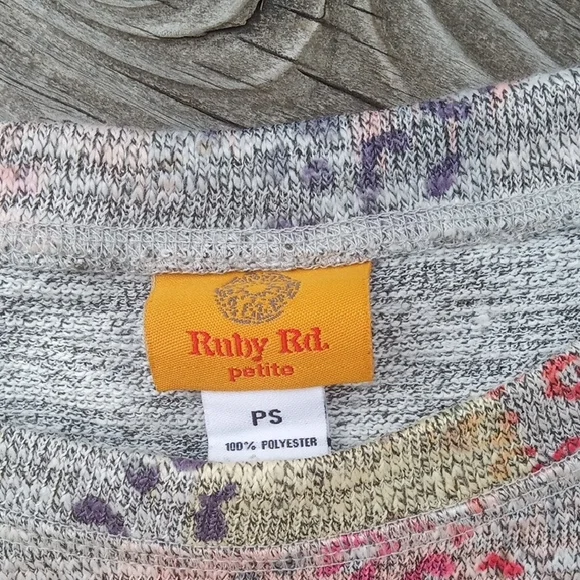 Ruby Rd.
petite
PS
100% POLYESTER